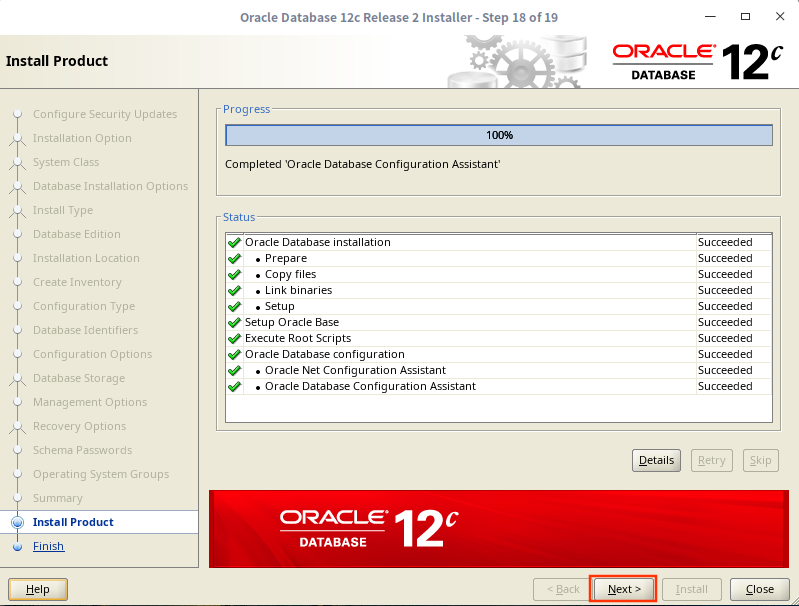 Oracle Database 12c Release 2 Installer - Step 18 of 19
Install Product
ORACLE
DATABASE
12c
Configure Security Updates
Installation Option
System Class
Database Installation Options
Install Type
Database Edition
Installation Location
Create Inventory
Configuration Type
Database Identifiers
Configuration Options
Database Storage
Management Options
Recovery Options
Schema Passwords
Operating System Groups
Summary
Install Product
Finish
Progress
100%
Completed 'Oracle Database Configuration Assistant'
Status
Oracle Database installation Succeeded
• Prepare Succeeded
• Copy files Succeeded
• Link binaries Succeeded
• Setup Succeeded
Setup Oracle Base Succeeded
Execute Root Scripts Succeeded
Oracle Database configuration Succeeded
• Oracle Net Configuration Assistant Succeeded
• Oracle Database Configuration Assistant Succeeded
Details Retry Skip
ORACLE
DATABASE
12c
Help < Back Next > Install Close